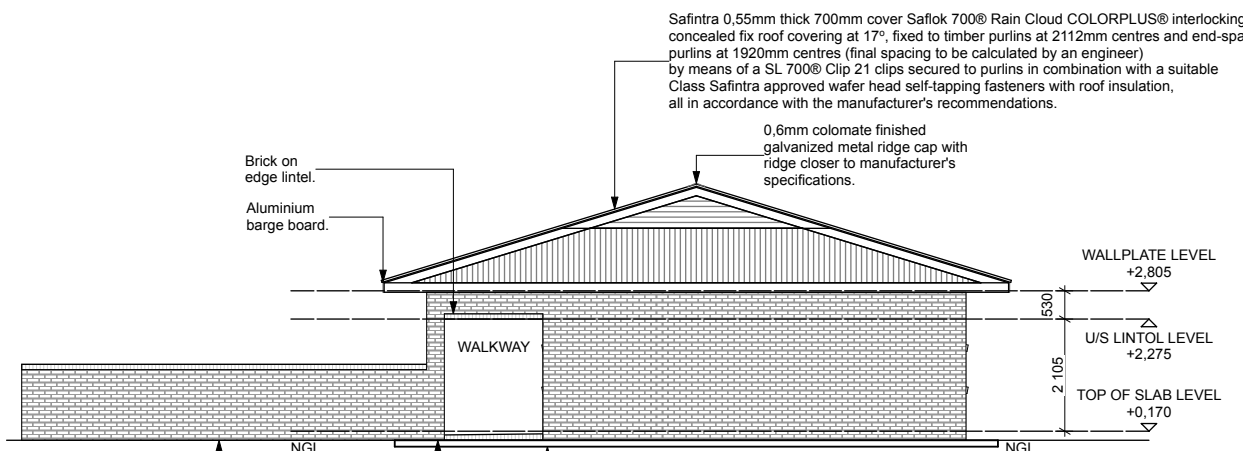 Safintra 0,55mm thick 700mm cover Saflok 700® Rain Cloud COLORPLUS® interlocking
concealed fix roof covering at 17°, fixed to timber purlins at 2112mm centres and end-spa
purlins at 1920mm centres (final spacing to be calculated by an engineer)
by means of a SL 700® Clip 21 clips secured to purlins in combination with a suitable
Class Safintra approved wafer head self-tapping fasteners with roof insulation,
all in accordance with the manufacturer's recommendations.
0,6mm colomate finished
galvanized metal ridge cap with
ridge closer to manufacturer's
specifications.
Brick on
edge lintel.
Aluminium
barge board.
WALLPLATE LEVEL
+2,805
530
U/S LINTOL LEVEL
+2,275
WALKWAY
2 105
TOP OF SLAB LEVEL
+0,170
NGL
NGL